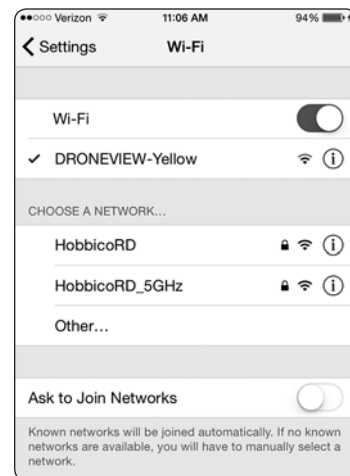 ●●○○○ Verizon 11:06 AM 94%
Settings Wi-Fi
Wi-Fi
✓ DRONEVIEW-Yellow
CHOOSE A NETWORK...
HobbicoRD
HobbicoRD_5GHz
Other...
Ask to Join Networks
Known networks will be joined automatically. If no known
networks are available, you will have to manually select a
network.